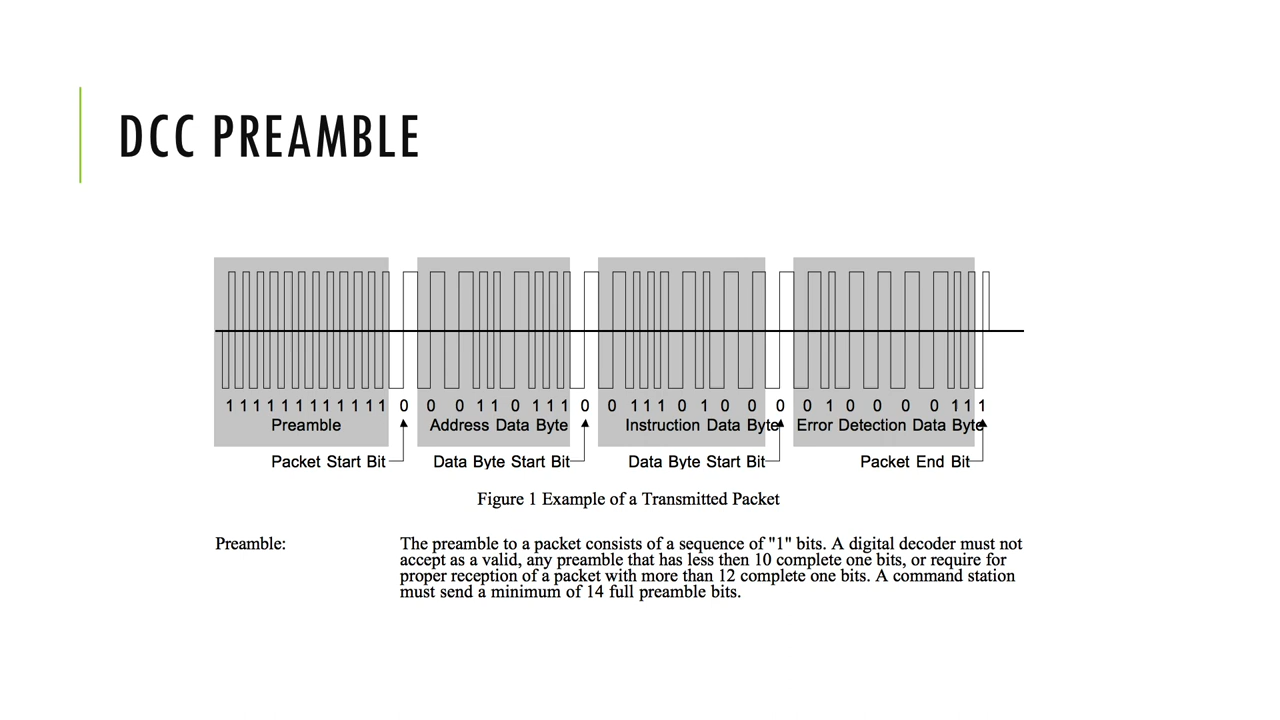 DCC PREAMBLE
1 1 1 1 1 1 1 1 1 1 1 1 0 0 0 1 1 0 1 1 1 0 0 1 1 1 0 1 0 0 0 0 1 0 0 0 0 1 1 1
Preamble Address Data Byte Instruction Data Byte Error Detection Data Byte
Packet Start Bit Data Byte Start Bit Data Byte Start Bit Packet End Bit
Figure 1 Example of a Transmitted Packet
Preamble: The preamble to a packet consists of a sequence of "1" bits. A digital decoder must not
accept as a valid, any preamble that has less then 10 complete one bits, or require for
proper reception of a packet with more than 12 complete one bits. A command station
must send a minimum of 14 full preamble bits.